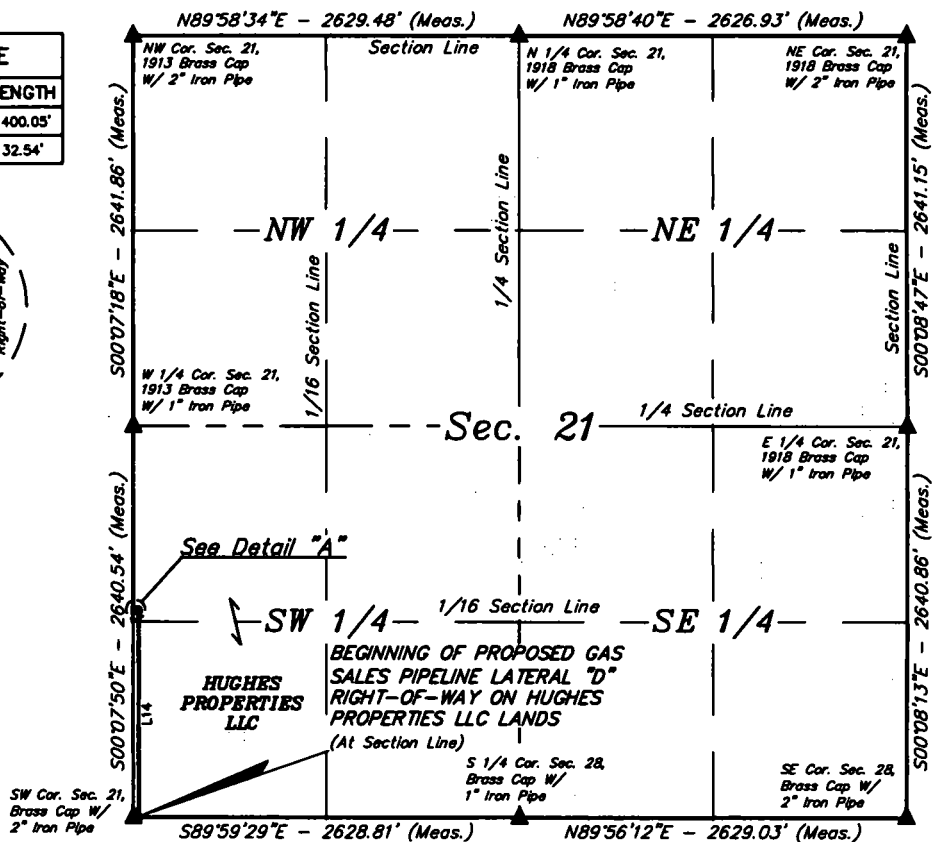 N89°58'34"E - 2629.48' (Meas.)
N89°58'40"E - 2626.93' (Meas.)
E
ENGTH
400.05'
32.54'
Right-of-Way
NW Cor. Sec. 21,
1913 Brass Cap
W/ 2" Iron Pipe
Section Line
N 1/4 Cor. Sec. 21,
1918 Brass Cap
W/ 1" Iron Pipe
NE Cor. Sec. 21,
1918 Brass Cap
W/ 2" Iron Pipe
S00°07'18"E - 2641.86' (Meas.)
1/4 Section Line
S00°08'47"E - 2641.15' (Meas.)
NW 1/4
NE 1/4
1/16 Section Line
Section Line
W 1/4 Cor. Sec. 21,
1913 Brass Cap
W/ 1" Iron Pipe
Sec. 21
1/4 Section Line
E 1/4 Cor. Sec. 21,
1918 Brass Cap
W/ 1" Iron Pipe
S00°07'50"E - 2640.54' (Meas.)
See Detail "A"
SW 1/4
1/16 Section Line
SE 1/4
S00°08'13"E - 2640.86' (Meas.)
L14
HUGHES
PROPERTIES
LLC
BEGINNING OF PROPOSED GAS
SALES PIPELINE LATERAL "D"
RIGHT-OF-WAY ON HUGHES
PROPERTIES LLC LANDS
(At Section Line)
SW Cor. Sec. 21,
Brass Cap W/
2" Iron Pipe
S 1/4 Cor. Sec. 28,
Brass Cap W/
1" Iron Pipe
SE Cor. Sec. 28,
Brass Cap W/
2" Iron Pipe
S89°59'29"E - 2628.81' (Meas.)
N89°56'12"E - 2629.03' (Meas.)